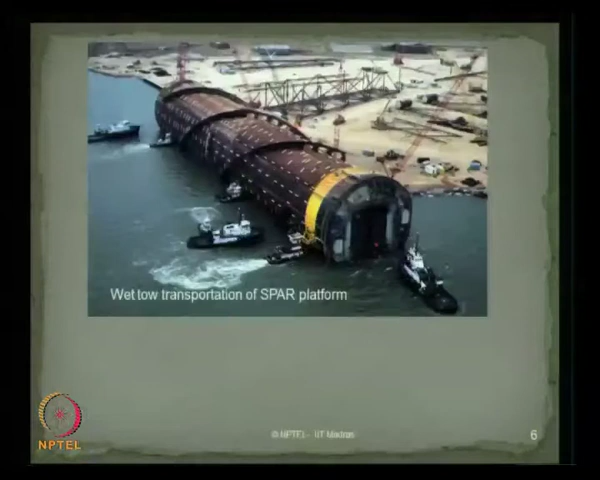 Wet tow transportation of SPAR platform
NPTEL
© NPTEL - IIT Madras
6